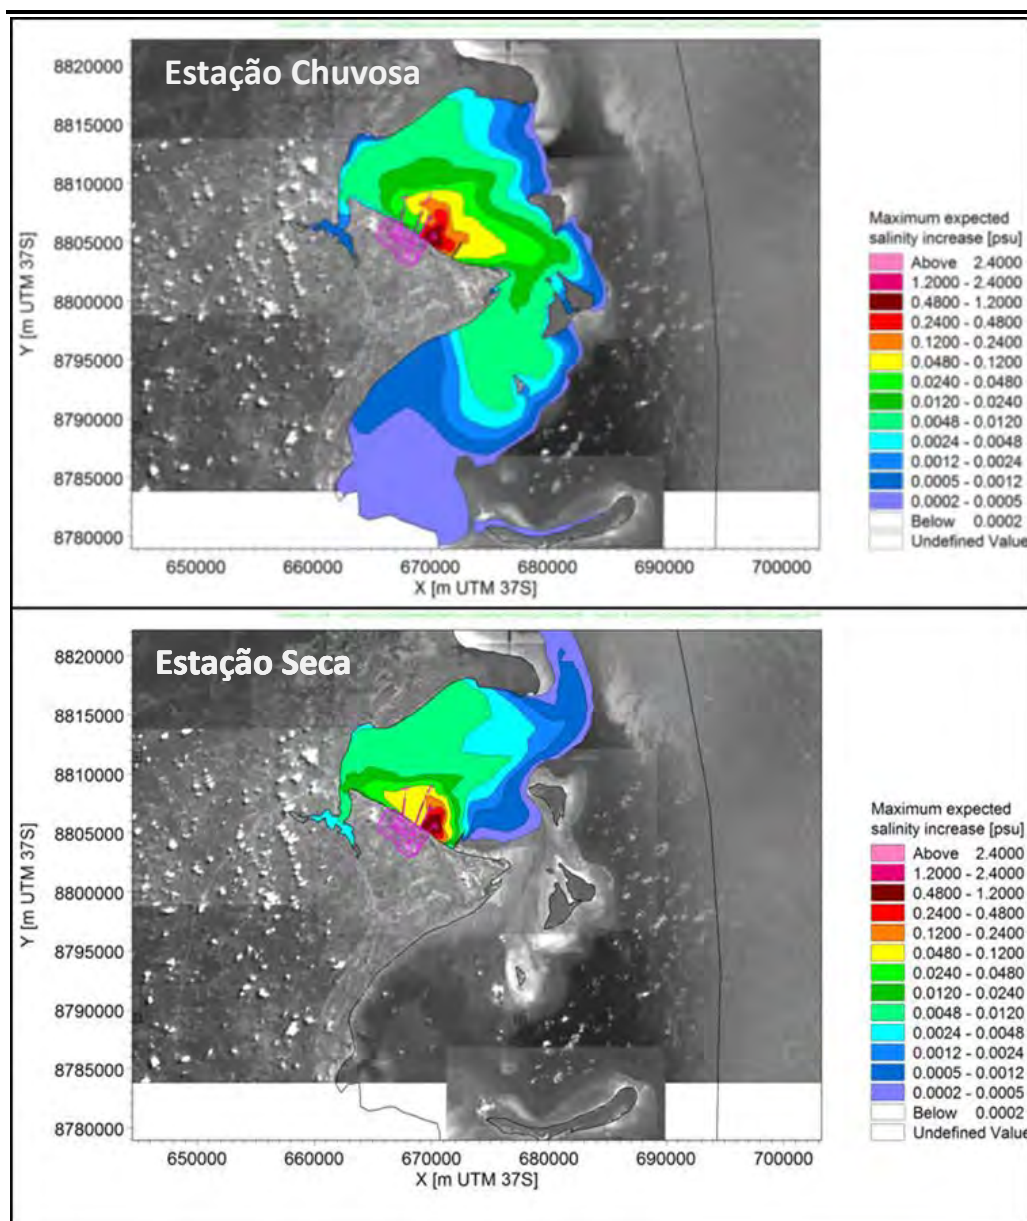 Estação Chuvosa
8820000
8815000
8810000
8805000
8800000
8795000
8790000
8785000
8780000
Y [m UTM 37S]
650000 660000 670000 680000 690000 700000
X [m UTM 37S]
Maximum expected
salinity increase [psu]
Above 2.4000
1.2000 - 2.4000
0.4800 - 1.2000
0.2400 - 0.4800
0.1200 - 0.2400
0.0480 - 0.1200
0.0240 - 0.0480
0.0120 - 0.0240
0.0048 - 0.0120
0.0024 - 0.0048
0.0012 - 0.0024
0.0005 - 0.0012
0.0002 - 0.0005
Below 0.0002
Undefined Value
Estação Seca
8820000
8815000
8810000
8805000
8800000
8795000
8790000
8785000
8780000
Y [m UTM 37S]
650000 660000 670000 680000 690000 700000
X [m UTM 37S]
Maximum expected
salinity increase [psu]
Above 2.4000
1.2000 - 2.4000
0.4800 - 1.2000
0.2400 - 0.4800
0.1200 - 0.2400
0.0480 - 0.1200
0.0240 - 0.0480
0.0120 - 0.0240
0.0048 - 0.0120
0.0024 - 0.0048
0.0012 - 0.0024
0.0005 - 0.0012
0.0002 - 0.0005
Below 0.0002
Undefined Value